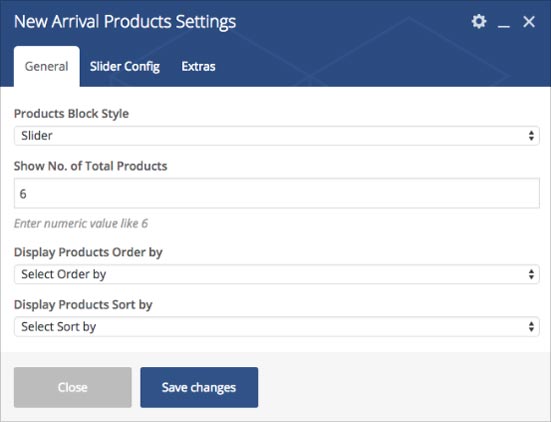 New Arrival Products Settings
General Slider Config Extras
Products Block Style
Slider
Show No. of Total Products
6
Enter numeric value like 6
Display Products Order by
Select Order by
Display Products Sort by
Select Sort by
Close Save changes